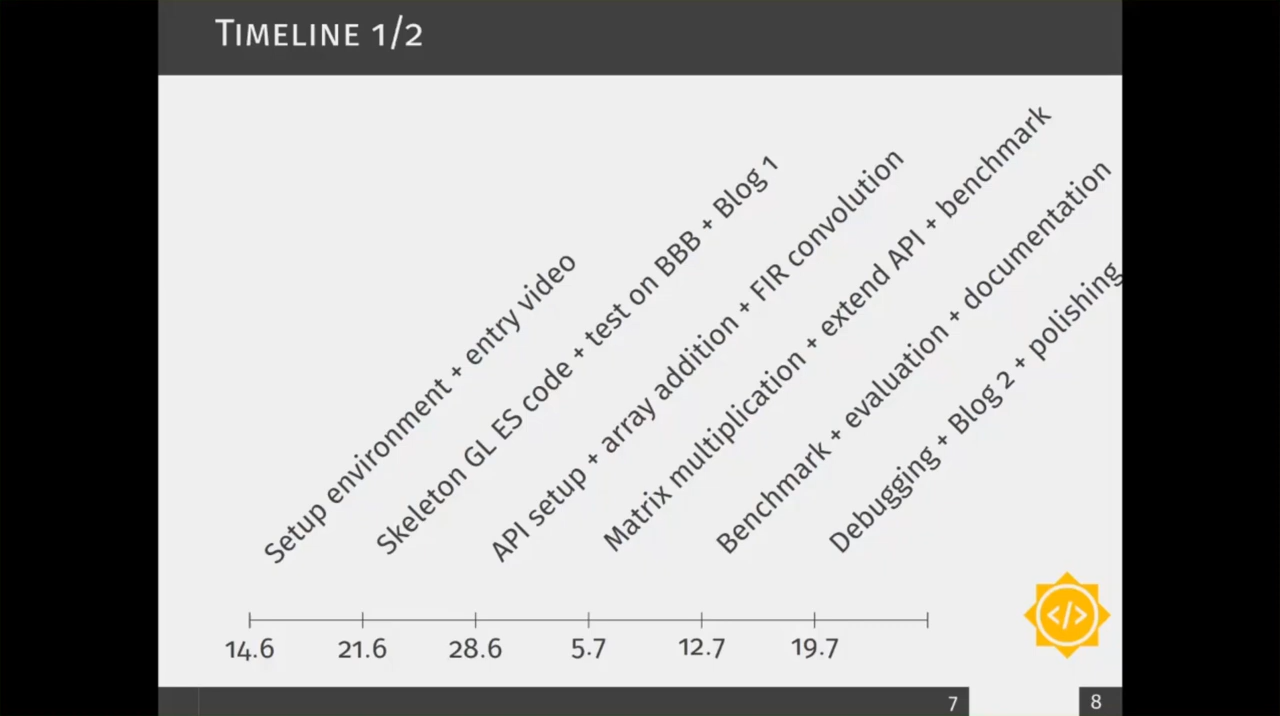 TIMELINE 1/2
Setup environment + entry video
Skeleton GL ES code + test on BBB + Blog 1
API setup + array addition + FIR convolution
Matrix multiplication + extend API + benchmark
Benchmark + evaluation + documentation
Debugging + Blog 2 + polishing
14.6 21.6 28.6 5.7 12.7 19.7
</>
7 8